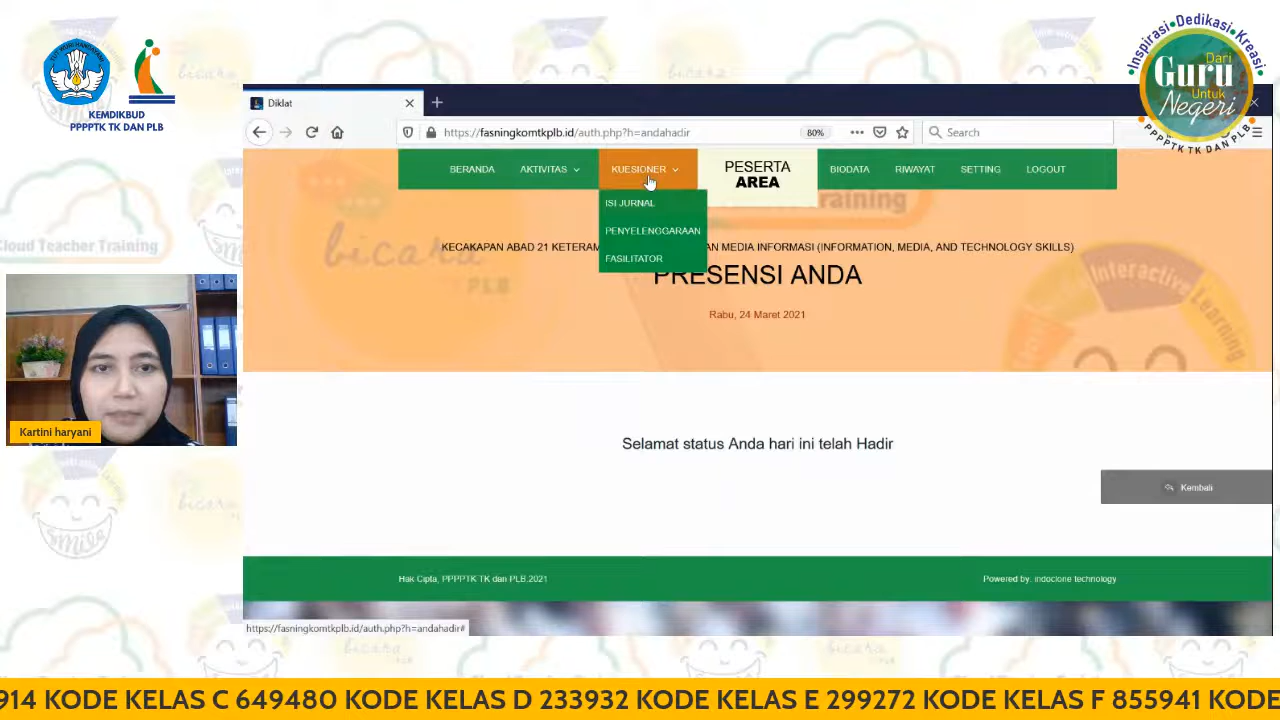 KEMDIKBUD
PPPPTK TK DAN PLB
Inspirasi•Dedikasi•Kreasi
Dari
Guru
Untuk
Negeri
PPPPTK TK DAN PLB
Diklat
https://fasningkomtkplb.id/auth.php?h=andahadir
80%
Search
BERANDA
AKTIVITAS
KUESIONER
PESERTA
AREA
BIODATA
RIWAYAT
SETTING
LOGOUT
ISI JURNAL
PENYELENGGARAAN
FASILITATOR
KECAKAPAN ABAD 21 KETERAM
AN MEDIA INFORMASI (INFORMATION, MEDIA, AND TECHNOLOGY SKILLS)
PRESENSI ANDA
Rabu, 24 Maret 2021
Cloud Teacher Training
bicara
Interactive
Learning
Kartini haryani
Selamat status Anda hari ini telah Hadir
Kembali
smile
Hak Cipta, PPPPTK TK dan PLB.2021
Powered by. indoclone technology
https://fasningkomtkplb.id/auth.php?h=andahadir#
914 KODE KELAS C 649480 KODE KELAS D 233932 KODE KELAS E 299272 KODE KELAS F 855941 KODE